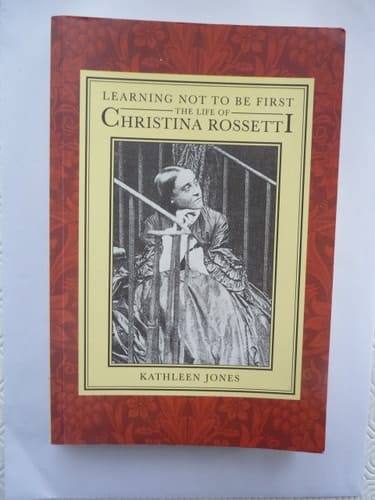 LEARNING NOT TO BE FIRST
THE LIFE OF
CHRISTINA ROSSETTI
KATHLEEN JONES